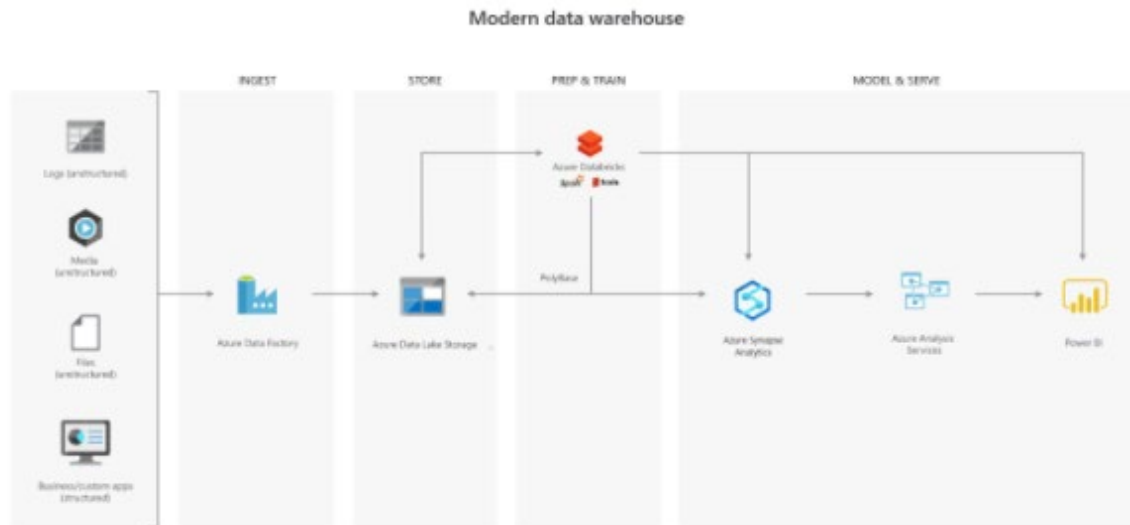 Modern data warehouse
INGEST
STORE
PREP & TRAIN
MODEL & SERVE
Logs (unstructured)
Media
(unstructured)
Files
(unstructured)
Business/custom apps
(structured)
Azure Data Factory
Azure Data Lake Storage
Azure Databricks
Spark
PolyBase
Azure Synapse
Analytics
Azure Analysis
Services
Power BI